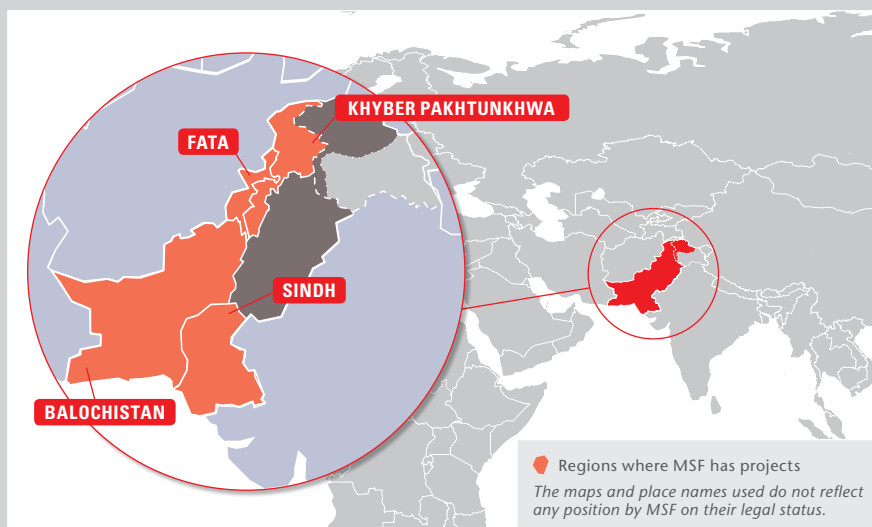 KHYBER PAKHTUNKHWA
FATA
SINDH
BALOCHISTAN
Regions where MSF has projects
The maps and place names used do not reflect
any position by MSF on their legal status.